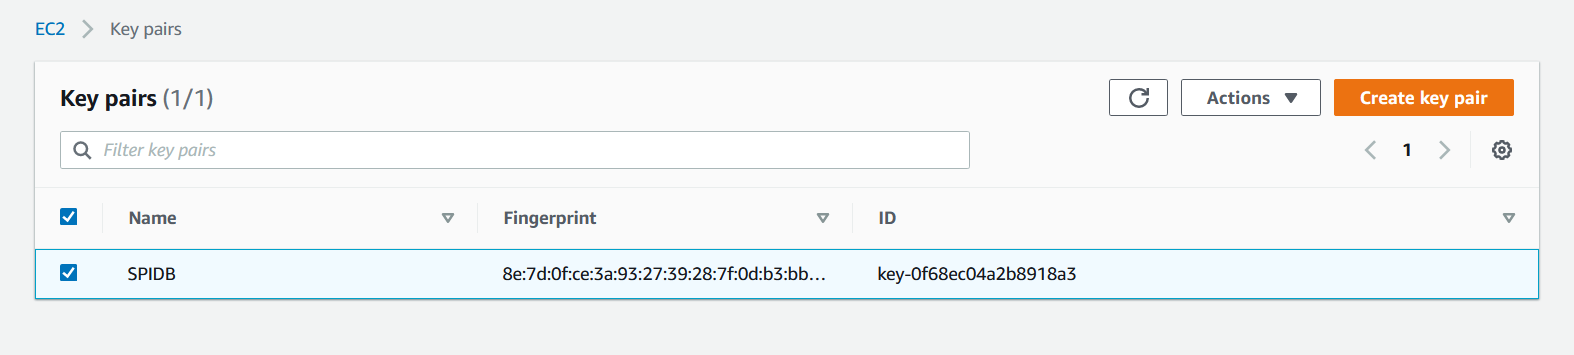 EC2 > Key pairs
Key pairs (1/1)
Actions
Create key pair
Filter key pairs
1
Name Fingerprint ID
SPIDB 8e:7d:0f:ce:3a:93:27:39:28:7f:0d:b3:bb... key-0f68ec04a2b8918a3